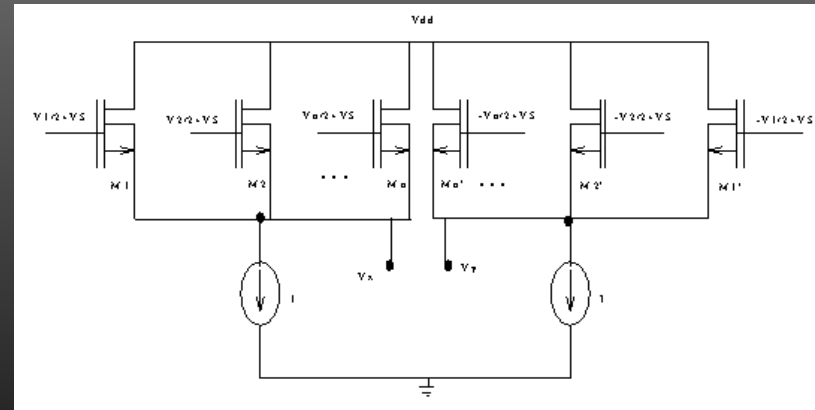 Vdd
V1/2+VS V2/2+VS Vn/2+VS -Vn/2+VS -V2/2+VS -V1/2+VS
M1 M2 ... Mn Mn' ... M2' M1'
Vx Vy
I I